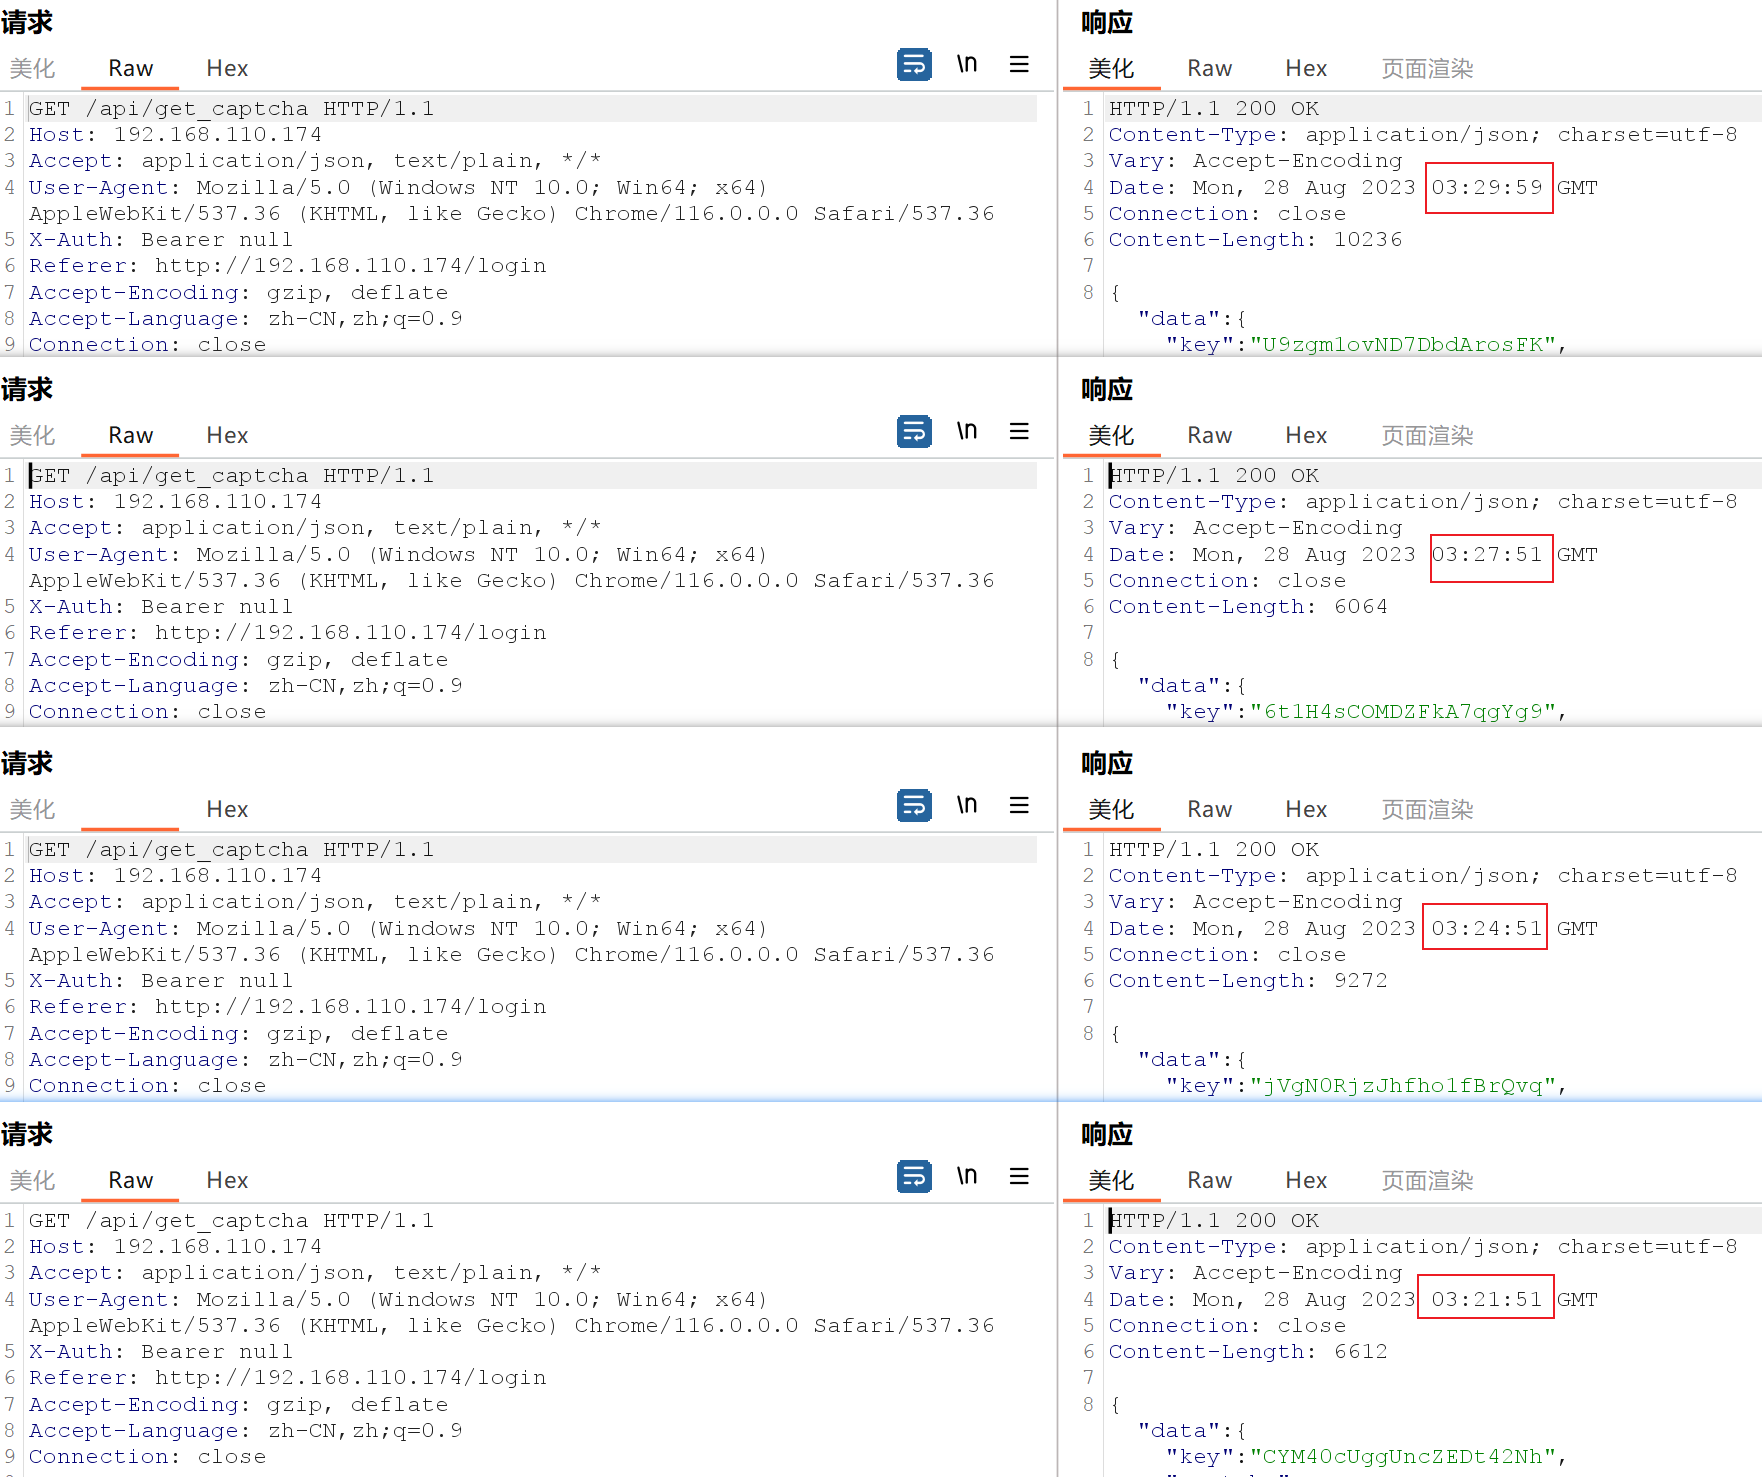 请求
美化 Raw Hex \n
1 GET /api/get_captcha HTTP/1.1
2 Host: 192.168.110.174
3 Accept: application/json, text/plain, */*
4 User-Agent: Mozilla/5.0 (Windows NT 10.0; Win64; x64)
AppleWebKit/537.36 (KHTML, like Gecko) Chrome/116.0.0.0 Safari/537.36
5 X-Auth: Bearer null
6 Referer: http://192.168.110.174/login
7 Accept-Encoding: gzip, deflate
8 Accept-Language: zh-CN,zh;q=0.9
9 Connection: close
响应
美化 Raw Hex 页面渲染
1 HTTP/1.1 200 OK
2 Content-Type: application/json; charset=utf-8
3 Vary: Accept-Encoding
4 Date: Mon, 28 Aug 2023 03:29:59 GMT
5 Connection: close
6 Content-Length: 10236
7
8 {
"data":{
"key":"U9zgm1ovND7DbdArosFK",
请求
美化 Raw Hex \n
1 GET /api/get_captcha HTTP/1.1
2 Host: 192.168.110.174
3 Accept: application/json, text/plain, */*
4 User-Agent: Mozilla/5.0 (Windows NT 10.0; Win64; x64)
AppleWebKit/537.36 (KHTML, like Gecko) Chrome/116.0.0.0 Safari/537.36
5 X-Auth: Bearer null
6 Referer: http://192.168.110.174/login
7 Accept-Encoding: gzip, deflate
8 Accept-Language: zh-CN,zh;q=0.9
9 Connection: close
响应
美化 Raw Hex 页面渲染
1 HTTP/1.1 200 OK
2 Content-Type: application/json; charset=utf-8
3 Vary: Accept-Encoding
4 Date: Mon, 28 Aug 2023 03:27:51 GMT
5 Connection: close
6 Content-Length: 6064
7
8 {
"data":{
"key":"6t1H4sCOMDZFkA7qgYg9",
请求
美化 Hex \n
1 GET /api/get_captcha HTTP/1.1
2 Host: 192.168.110.174
3 Accept: application/json, text/plain, */*
4 User-Agent: Mozilla/5.0 (Windows NT 10.0; Win64; x64)
AppleWebKit/537.36 (KHTML, like Gecko) Chrome/116.0.0.0 Safari/537.36
5 X-Auth: Bearer null
6 Referer: http://192.168.110.174/login
7 Accept-Encoding: gzip, deflate
8 Accept-Language: zh-CN,zh;q=0.9
9 Connection: close
响应
美化 Raw Hex 页面渲染
1 HTTP/1.1 200 OK
2 Content-Type: application/json; charset=utf-8
3 Vary: Accept-Encoding
4 Date: Mon, 28 Aug 2023 03:24:51 GMT
5 Connection: close
6 Content-Length: 9272
7
8 {
"data":{
"key":"jVgN0RjzJhfho1fBrQvq",
请求
美化 Raw Hex \n
1 GET /api/get_captcha HTTP/1.1
2 Host: 192.168.110.174
3 Accept: application/json, text/plain, */*
4 User-Agent: Mozilla/5.0 (Windows NT 10.0; Win64; x64)
AppleWebKit/537.36 (KHTML, like Gecko) Chrome/116.0.0.0 Safari/537.36
5 X-Auth: Bearer null
6 Referer: http://192.168.110.174/login
7 Accept-Encoding: gzip, deflate
8 Accept-Language: zh-CN,zh;q=0.9
9 Connection: close
响应
美化 Raw Hex 页面渲染
1 HTTP/1.1 200 OK
2 Content-Type: application/json; charset=utf-8
3 Vary: Accept-Encoding
4 Date: Mon, 28 Aug 2023 03:21:51 GMT
5 Connection: close
6 Content-Length: 6612
7
8 {
"data":{
"key":"CYM40cUggUncZEDt42Nh",